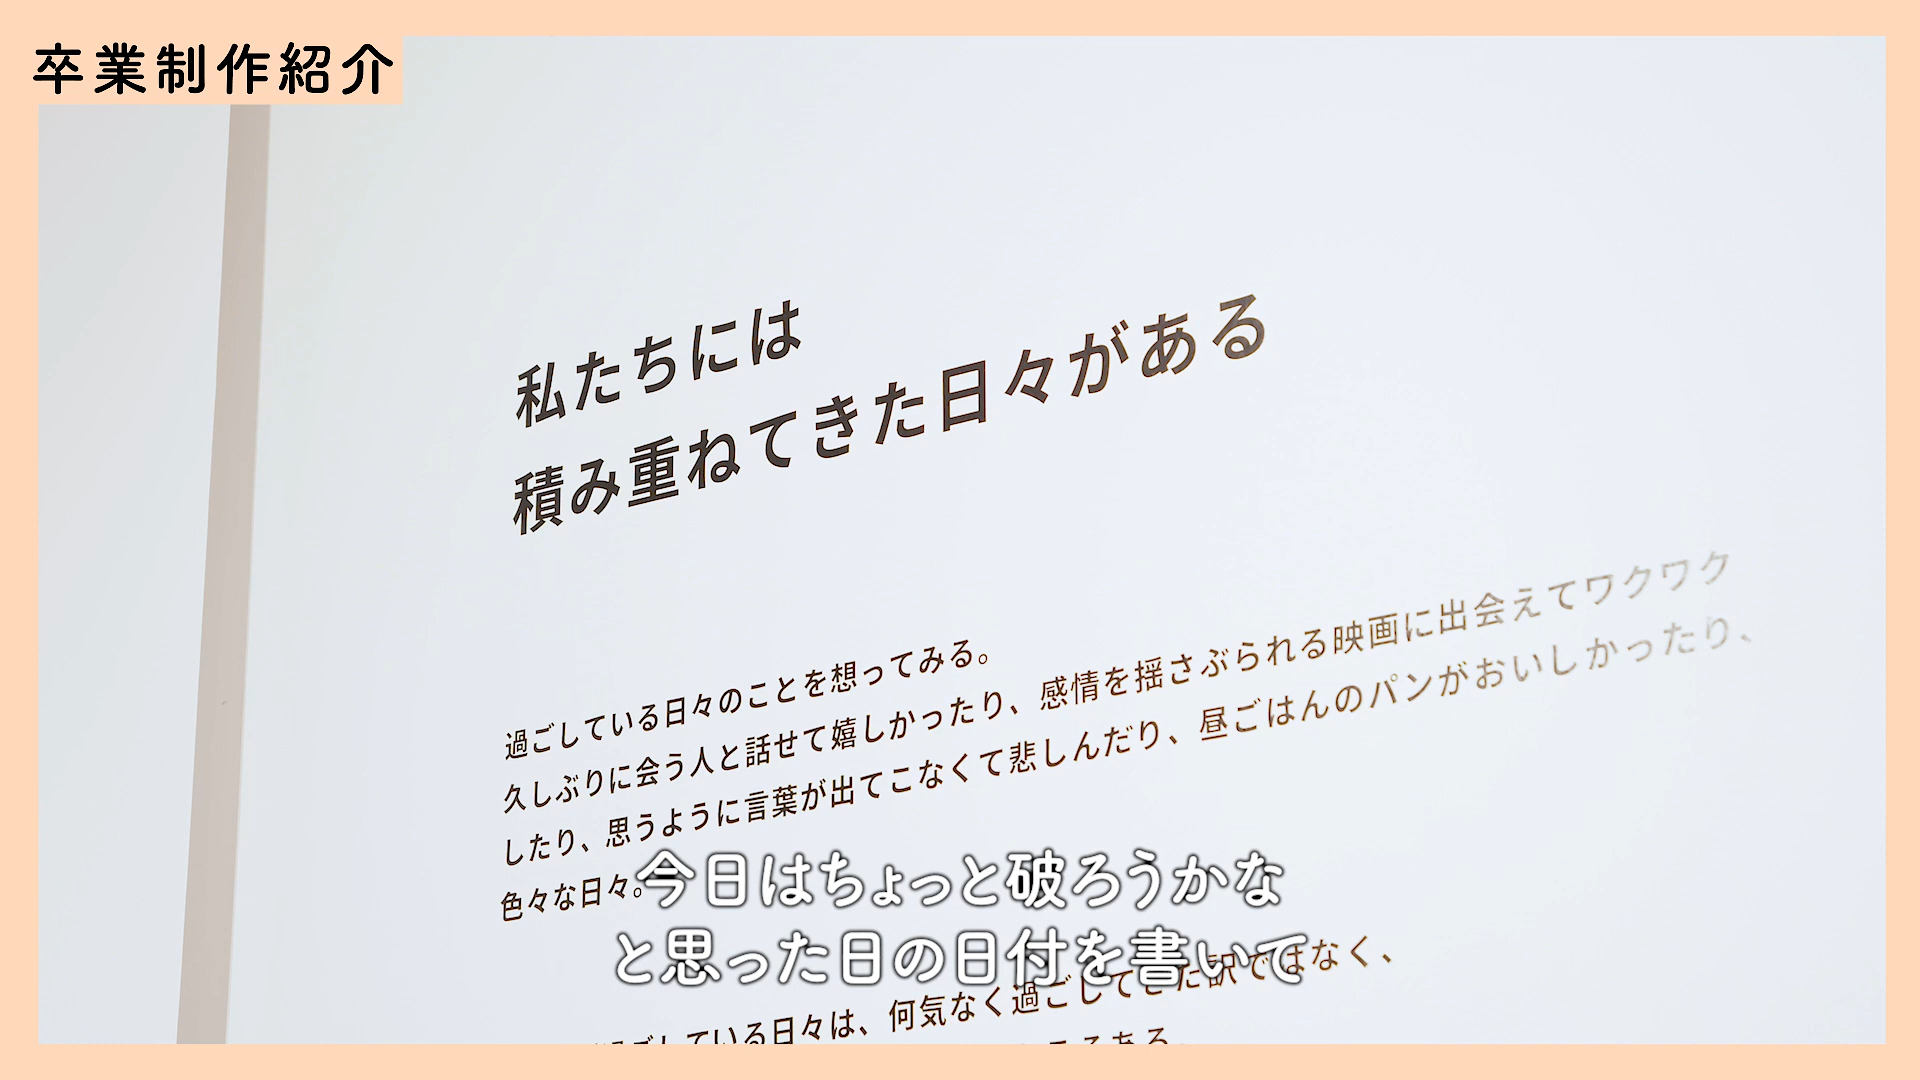 卒業制作紹介
私たちには
積み重ねてきた日々がある
過ごしている日々のことを想ってみる。
久しぶりに会う人と話せて嬉しかったり、感情を揺さぶられる映画に出会えてワクワク
したり、思うように言葉が出てこなくて悲しんだり、昼ごはんのパンがおいしかったり、
色々な日々。
今日はちょっと破ろうかな
と思った日の日付を書いて
ている日々は、何気なく過ごしてきた訳ではなく、